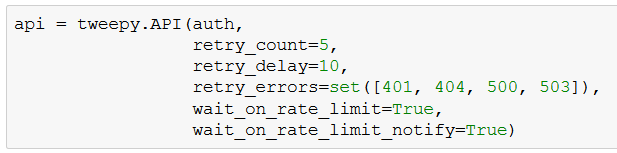 api = tweepy.API(auth,
                 retry_count=5,
                 retry_delay=10,
                 retry_errors=set([401, 404, 500, 503]),
                 wait_on_rate_limit=True,
                 wait_on_rate_limit_notify=True)